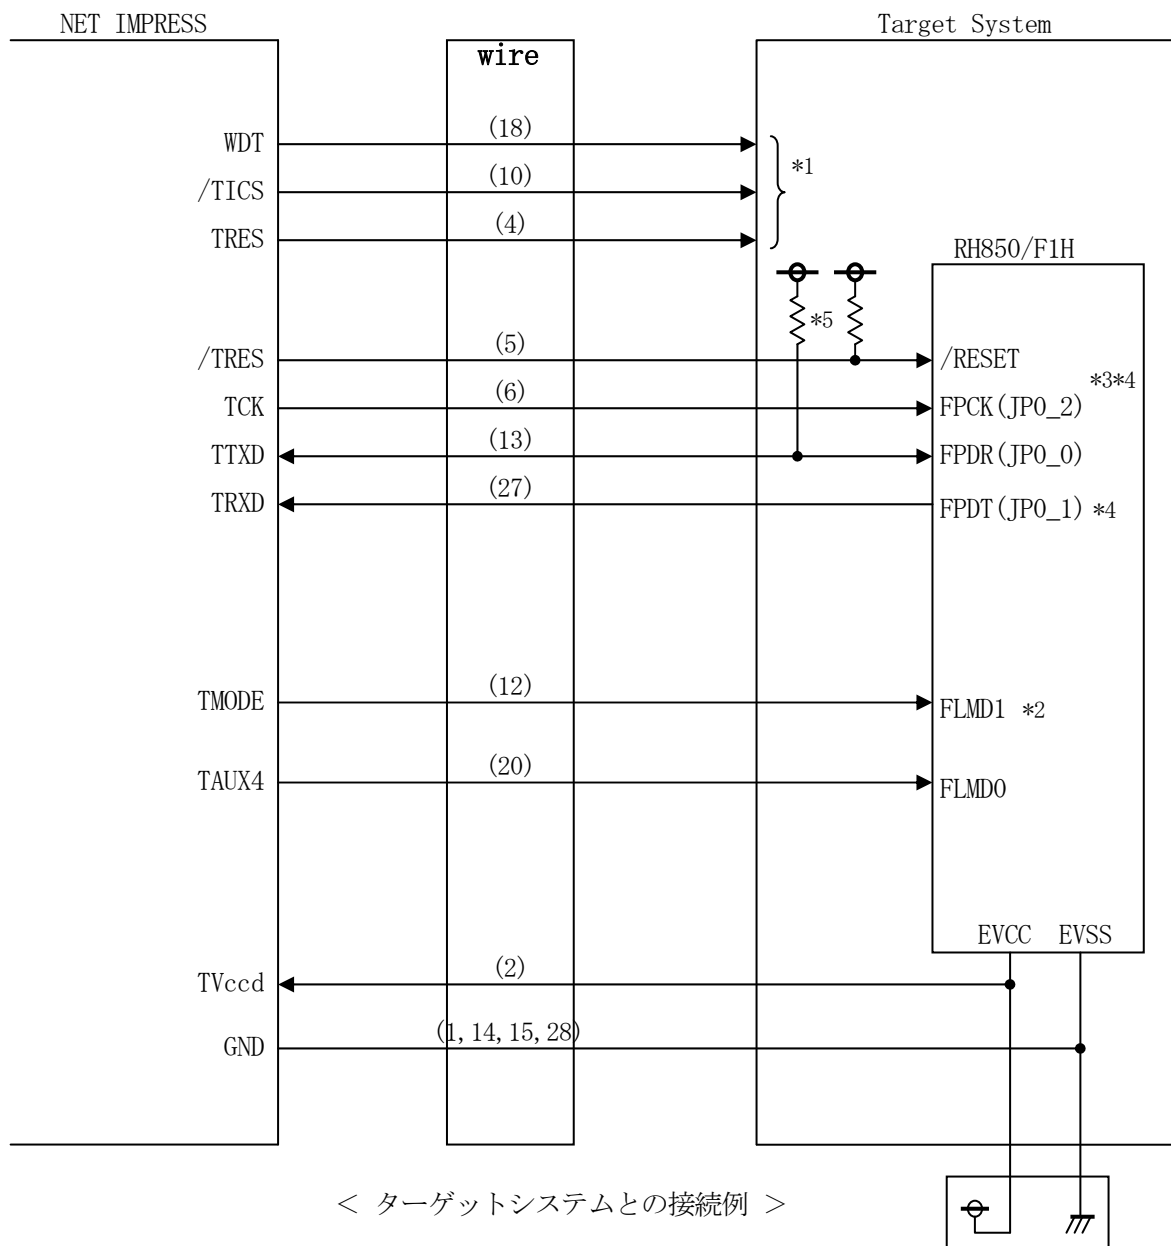 NET IMPRESS
Target System
wire
WDT (18)
*1
/TICS (10)
TRES (4)
RH850/F1H
*5
/TRES (5) /RESET
*3*4
TCK (6) FPCK(JP0_2)
TTXD (13) FPDR(JP0_0)
TRXD (27) FPDT(JP0_1) *4
TMODE (12) FLMD1 *2
TAUX4 (20) FLMD0
EVCC EVSS
TVccd (2)
GND (1,14,15,28)
< ターゲットシステムとの接続例 >